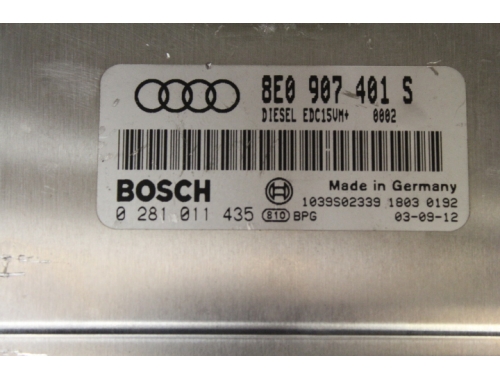 8E0 907 401 S
DIESEL EDC15VM+ 0002
BOSCH
Made in Germany
0 281 011 435 810 BPG
1039S02339 1803 0192
03-09-12